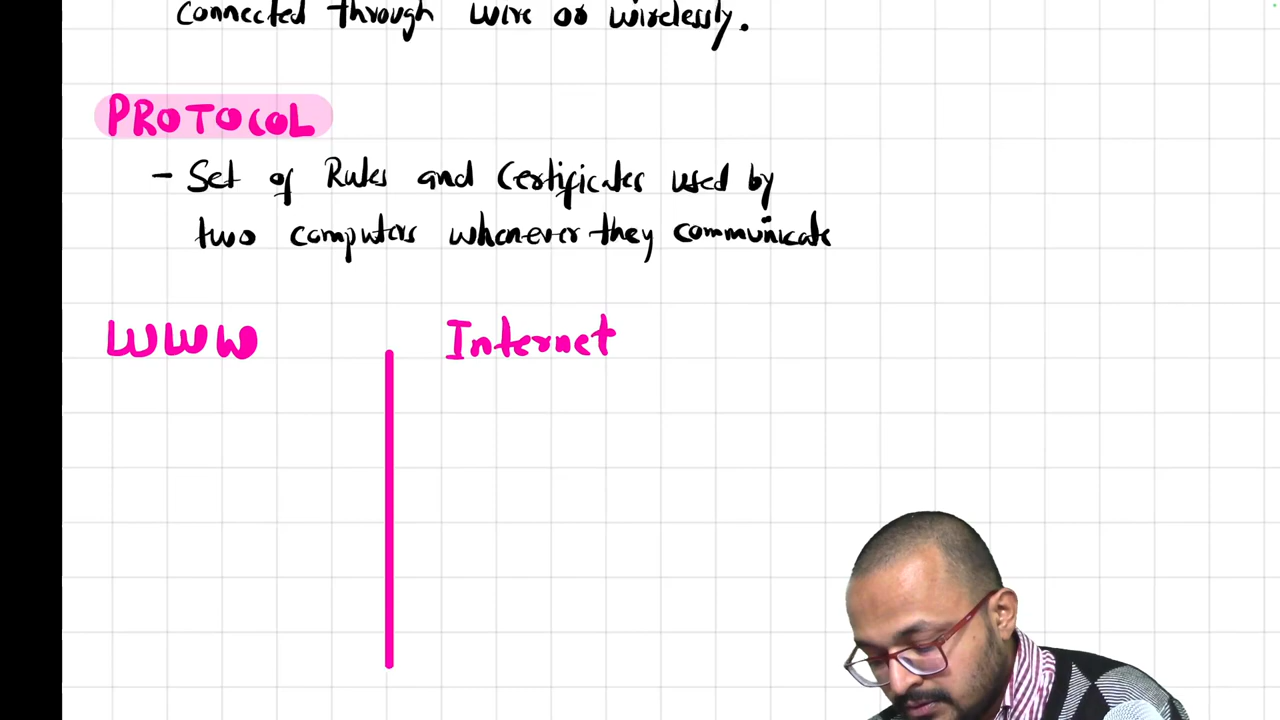 connected through wire or wirelessly.
PROTOCOL
- Set of Rules and Certificates used by
two computers whenever they communicate
WWW
Internet